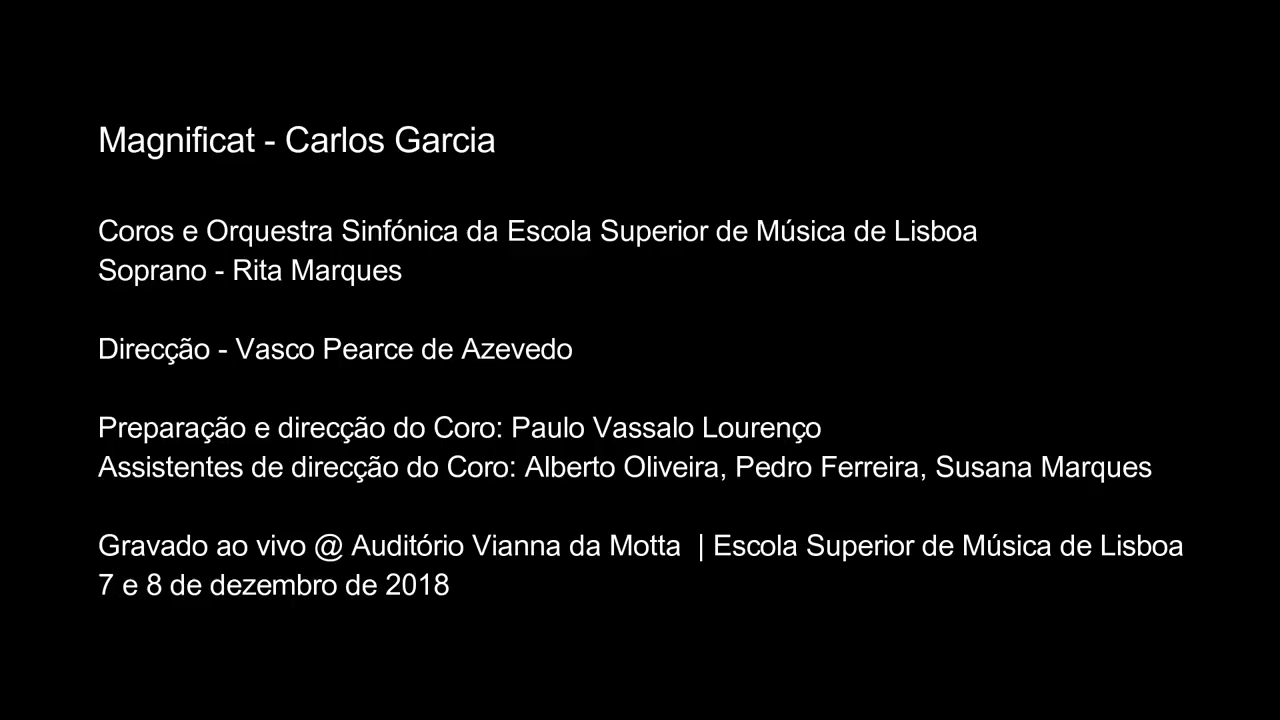 Magnificat - Carlos Garcia
Coros e Orquestra Sinfónica da Escola Superior de Música de Lisboa
Soprano - Rita Marques
Direcção - Vasco Pearce de Azevedo
Preparação e direcção do Coro: Paulo Vassalo Lourenço
Assistentes de direcção do Coro: Alberto Oliveira, Pedro Ferreira, Susana Marques
Gravado ao vivo @ Auditório Vianna da Motta | Escola Superior de Música de Lisboa
7 e 8 de dezembro de 2018